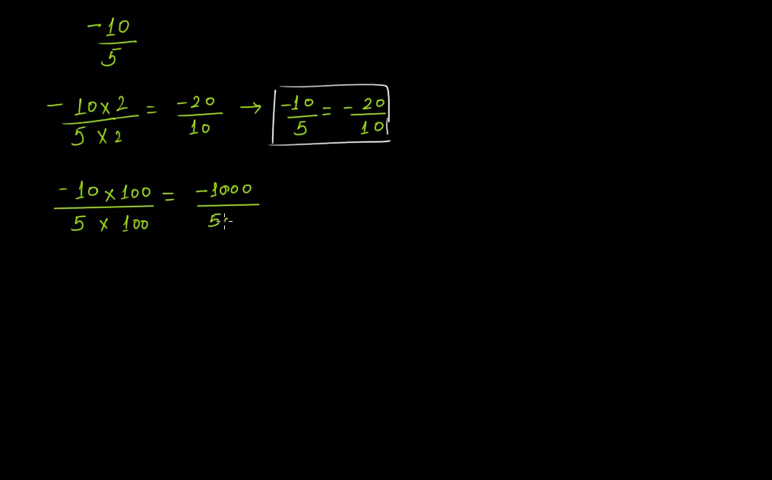 -10/5
- 10 x 2 / 5 x 2 = -20/10 → -10/5 = - 20/10
-10 x 100 / 5 x 100 = -1000/5